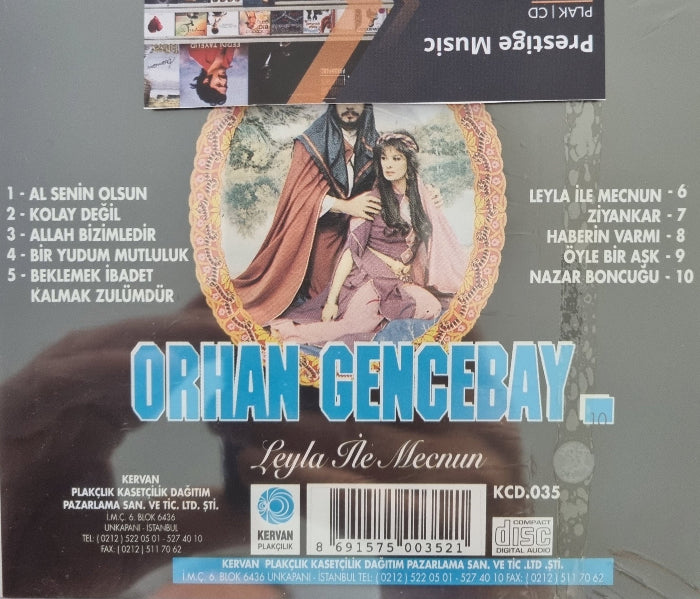 Prestige Music
PLAK | CD
1 - AL SENİN OLSUN
2 - KOLAY DEĞİL
3 - ALLAH BİZİMLEDİR
4 - BİR YUDUM MUTLULUK
5 - BEKLEMEK İBADET
KALMAK ZULÜMDÜR
LEYLA İLE MECNUN - 6
ZİYANKAR - 7
HABERİN VARMI - 8
ÖYLE BİR AŞK - 9
NAZAR BONCUĞU - 10
ORHAN GENCEBAY
10
Leyla İle Mecnun
KERVAN
PLAKÇLIK KASETÇİLİK DAĞITIM
PAZARLAMA SAN. VE TİC. LTD. ŞTİ.
İ.M.Ç. 6. BLOK 6436
UNKAPANI - İSTANBUL
TEL: ( 0212 ) 522 05 01 - 527 40 10
FAX: ( 0212 ) 511 70 62
KERVAN
PLAKÇILIK
8 691575 003521
KCD.035
COMPACT
disc
DIGITAL AUDIO
KERVAN PLAKÇLIK KASETÇİLİK DAĞITIM PAZARLAMA SAN. VE TİC .LTD .ŞTİ.
İ.M.Ç. 6. BLOK 6436 UNKAPANI - İSTANBUL TEL ( 0212 ) 522 05 01 - 527 40 10 FAX: ( 0212 ) 511 70 62